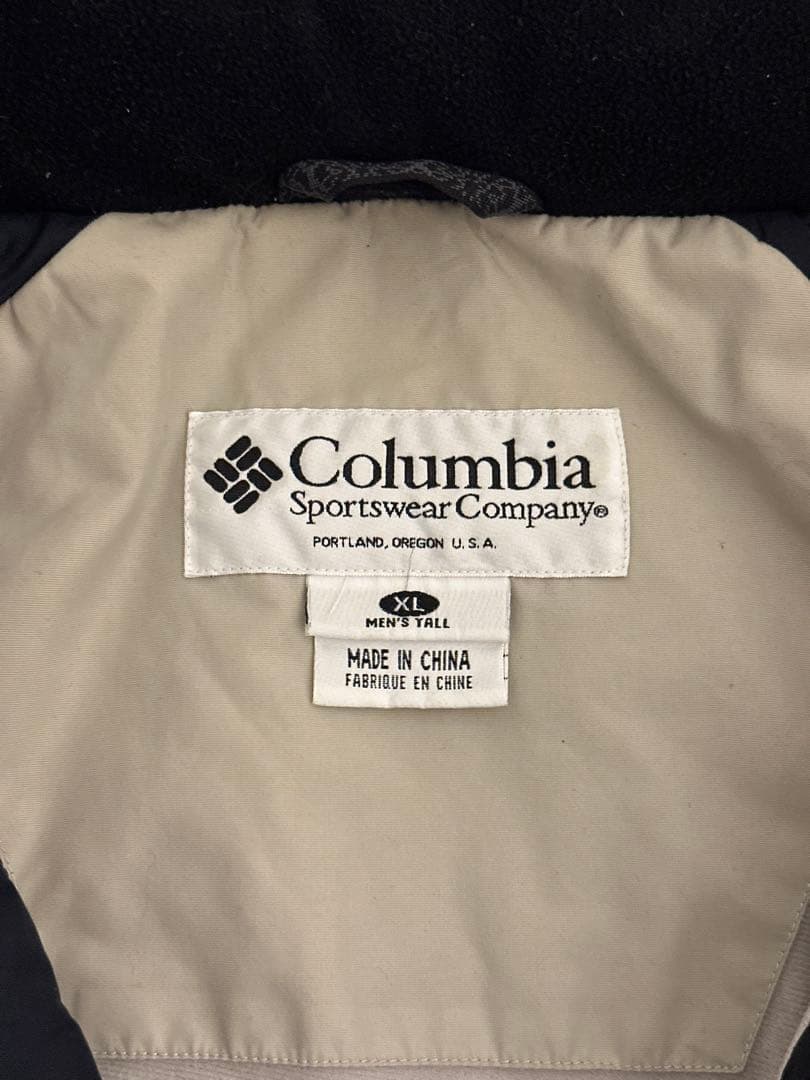 Columbia
Sportswear Company®
PORTLAND, OREGON U.S.A.
XL
MEN'S TALL
MADE IN CHINA
FABRIQUE EN CHINE